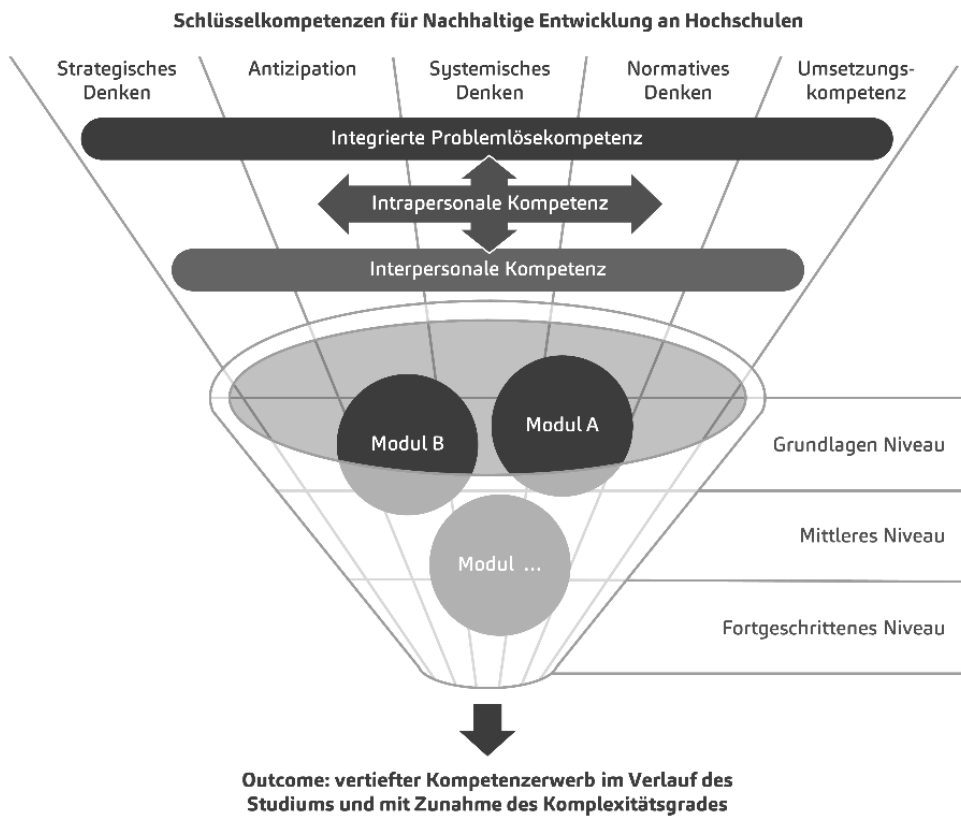 Schlüsselkompetenzen für Nachhaltige Entwicklung an Hochschulen
Strategisches
Denken
Antizipation
Systemisches
Denken
Normatives
Denken
Umsetzungs-
kompetenz
Integrierte Problemlösekompetenz
Intrapersonale Kompetenz
Interpersonale Kompetenz
Modul A
Modul B
Grundlagen Niveau
Mittleres Niveau
Modul ...
Fortgeschrittenes Niveau
Outcome: vertiefter Kompetenzerwerb im Verlauf des
Studiums und mit Zunahme des Komplexitätsgrades